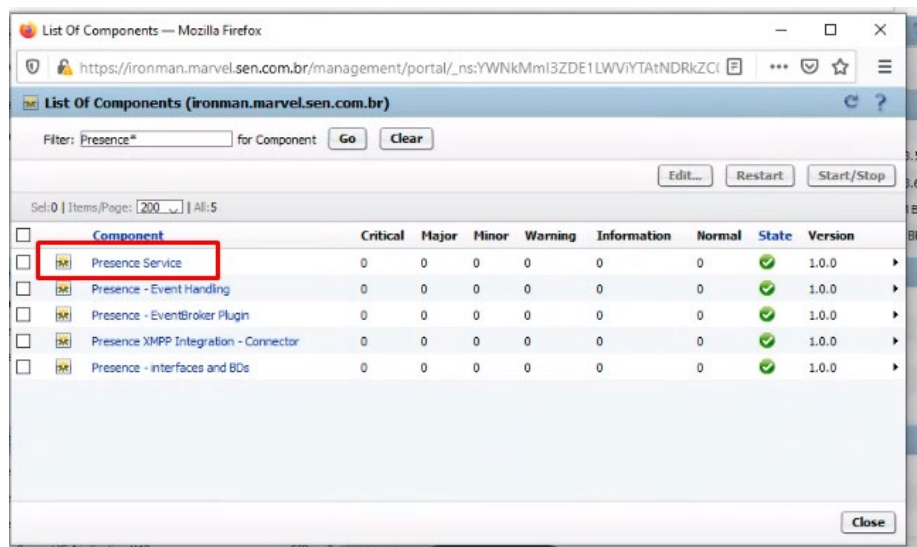 List Of Components — Mozilla Firefox
https://ironman.marvel.sen.com.br/management/portal/_ns:YWNkMmI3ZDE1LWViYTAtNDRkZC(
List Of Components (ironman.marvel.sen.com.br)
Filter: Presence* for Component Go Clear
Edit... Restart Start/Stop
Sel:0 | Items/Page: 200 | All:5
Component Critical Major Minor Warning Information Normal State Version
Presence Service 0 0 0 0 0 0 1.0.0
Presence - Event Handling 0 0 0 0 0 0 1.0.0
Presence - EventBroker Plugin 0 0 0 0 0 0 1.0.0
Presence XMPP Integration - Connector 0 0 0 0 0 0 1.0.0
Presence - interfaces and BDs 0 0 0 0 0 0 1.0.0
Close